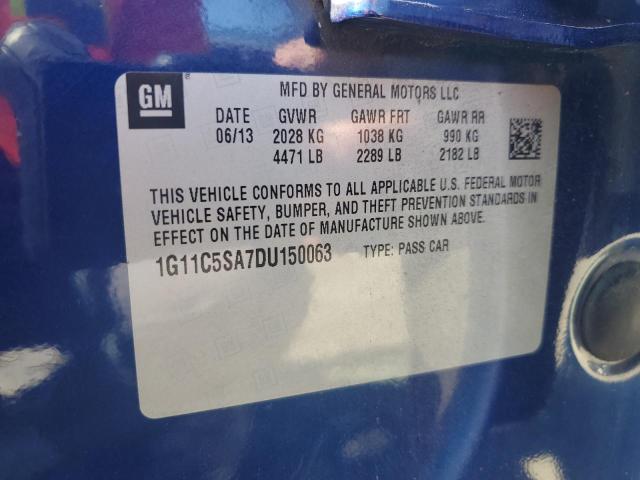 GM
MFD BY GENERAL MOTORS LLC
DATE GVWR GAWR FRT GAWR RR
06/13 2028 KG 1038 KG 990 KG
4471 LB 2289 LB 2182 LB
THIS VEHICLE CONFORMS TO ALL APPLICABLE U.S. FEDERAL MOTOR
VEHICLE SAFETY, BUMPER, AND THEFT PREVENTION STANDARDS IN
EFFECT ON THE DATE OF MANUFACTURE SHOWN ABOVE.
1G11C5SA7DU150063 TYPE: PASS CAR